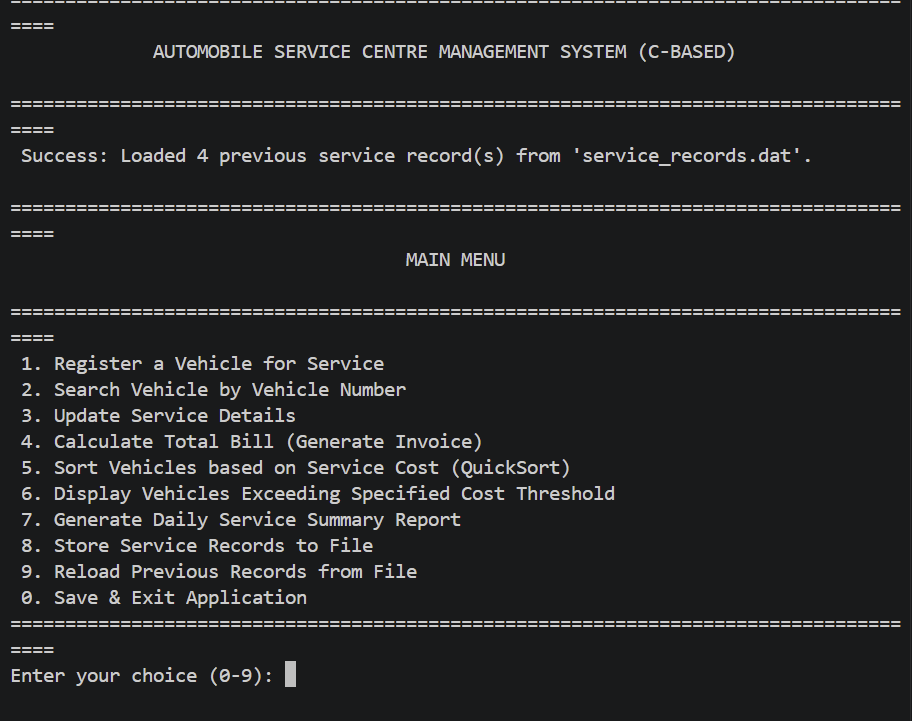 =================================================================================
====
AUTOMOBILE SERVICE CENTRE MANAGEMENT SYSTEM (C-BASED)
=================================================================================
====
Success: Loaded 4 previous service record(s) from 'service_records.dat'.
=================================================================================
====
MAIN MENU
=================================================================================
====
1. Register a Vehicle for Service
2. Search Vehicle by Vehicle Number
3. Update Service Details
4. Calculate Total Bill (Generate Invoice)
5. Sort Vehicles based on Service Cost (QuickSort)
6. Display Vehicles Exceeding Specified Cost Threshold
7. Generate Daily Service Summary Report
8. Store Service Records to File
9. Reload Previous Records from File
0. Save & Exit Application
=================================================================================
====
Enter your choice (0-9):